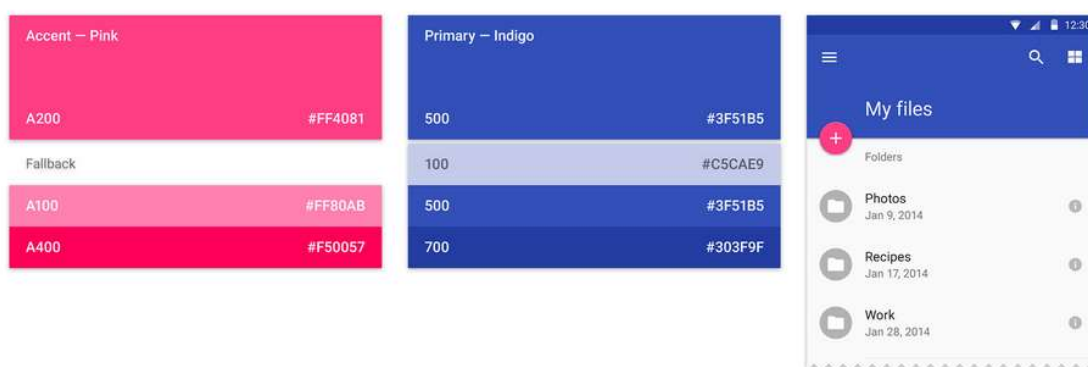 Accent — Pink
A200 #FF4081
Fallback
A100 #FF80AB
A400 #F50057
Primary — Indigo
500 #3F51B5
100 #C5CAE9
500 #3F51B5
700 #303F9F
12:30
My files
Folders
Photos
Jan 9, 2014
Recipes
Jan 17, 2014
Work
Jan 28, 2014